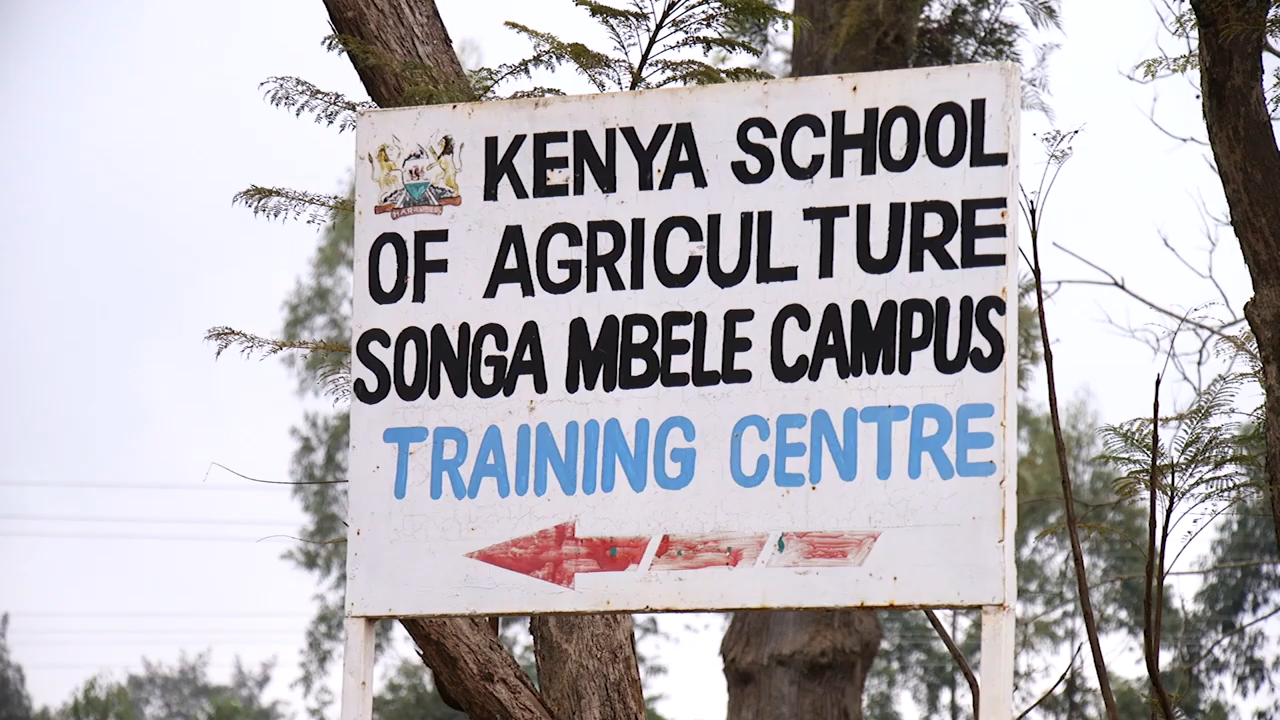 KENYA SCHOOL
OF AGRICULTURE
SONGA MBELE CAMPUS
TRAINING CENTRE